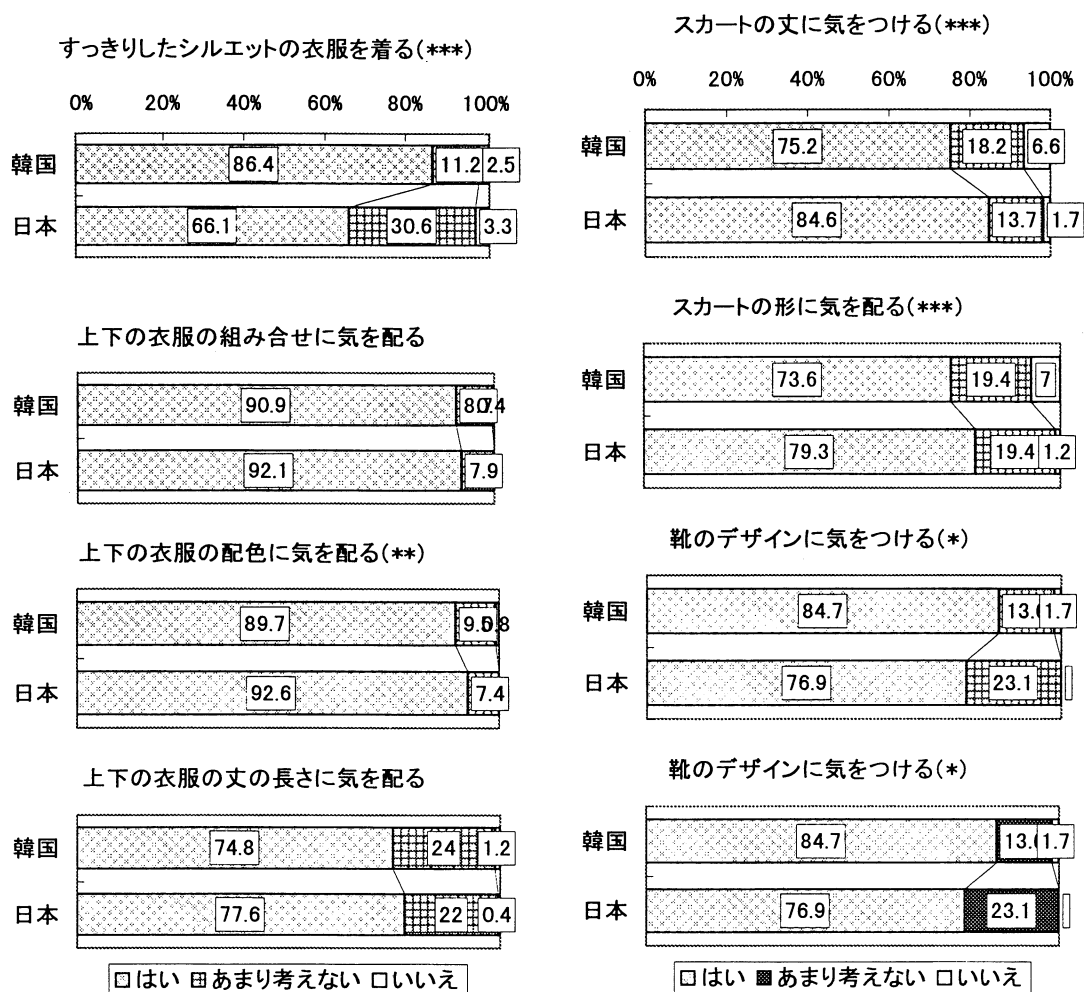 すっきりしたシルエットの衣服を着る(***)
0% 20% 40% 60% 80% 100%
韓国 86.4 11.2 2.5
日本 66.1 30.6 3.3
上下の衣服の組み合せに気を配る
韓国 90.9 8.7 0.4
日本 92.1 7.9
上下の衣服の配色に気を配る(**)
韓国 89.7 9.5 0.8
日本 92.6 7.4
上下の衣服の丈の長さに気を配る
韓国 74.8 24 1.2
日本 77.6 22 0.4
はい あまり考えない いいえ
スカートの丈に気をつける(***)
0% 20% 40% 60% 80% 100%
韓国 75.2 18.2 6.6
日本 84.6 13.7 1.7
スカートの形に気を配る(***)
韓国 73.6 19.4 7
日本 79.3 19.4 1.2
靴のデザインに気をつける(*)
韓国 84.7 13.6 1.7
日本 76.9 23.1
靴のデザインに気をつける(*)
韓国 84.7 13.6 1.7
日本 76.9 23.1
はい あまり考えない いいえ